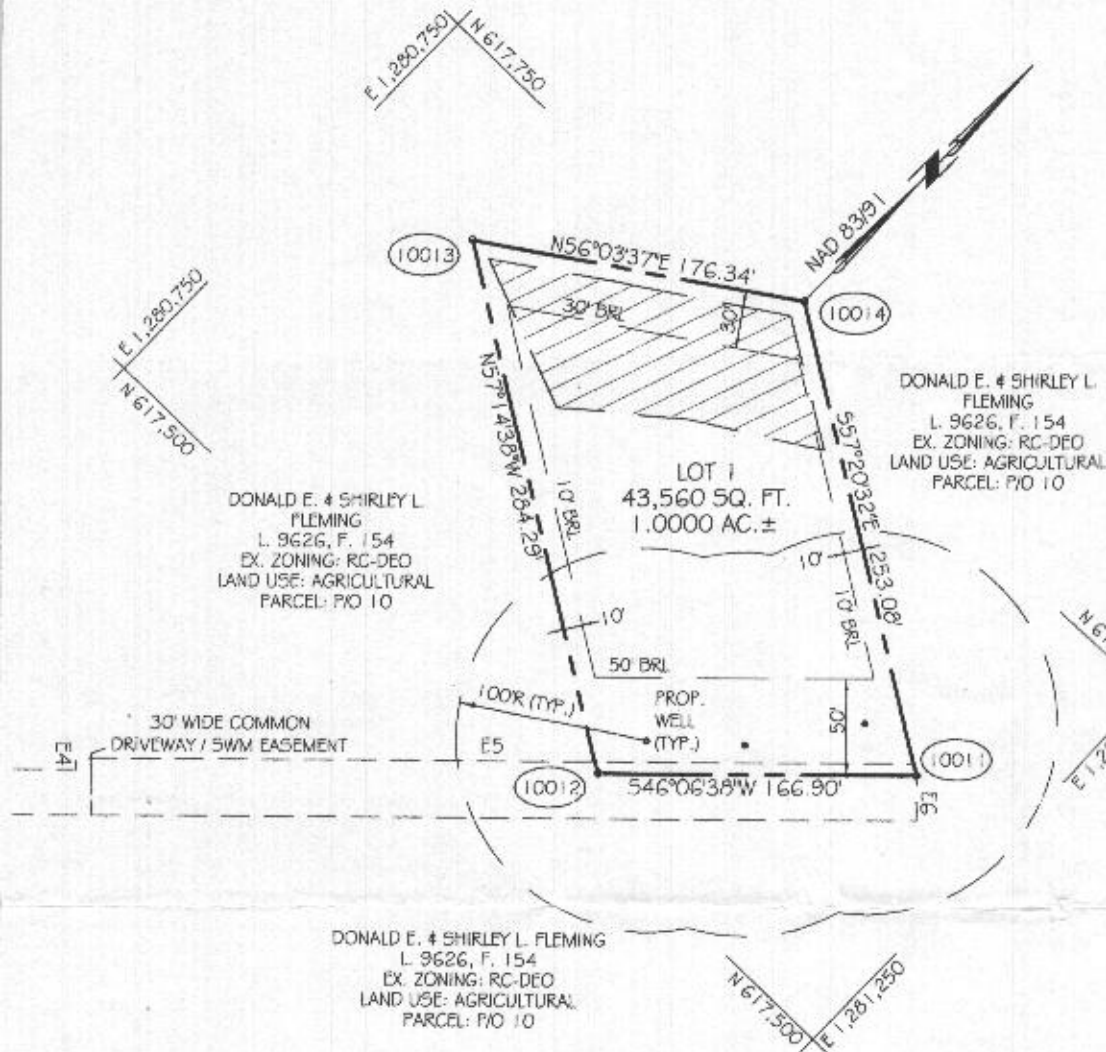 E 1,280,750
N 617,750
NAD 83/91
10013
N56°03'37"E 176.34'
10014
30' BRL
30'
E 1,280,750
N 617,500
N57°14'38"W 284.29'
S57°20'32"E 1253.08'
DONALD E. & SHIRLEY L.
FLEMING
L. 9626, F. 154
EX. ZONING: RC-DEO
LAND USE: AGRICULTURAL
PARCEL: P/O 10
LOT 1
43,560 SQ. FT.
1.0000 AC.±
DONALD E. & SHIRLEY L.
FLEMING
L. 9626, F. 154
EX. ZONING: RC-DEO
LAND USE: AGRICULTURAL
PARCEL: P/O 10
10' BRL
10'
10'
10' BRL
50' BRL
100'R (TYP.)
PROP.
WELL
(TYP.)
50'
30' WIDE COMMON
DRIVEWAY / SWM EASEMENT
E4
E5
10012
S46°06'38"W 166.90'
10011
E6
DONALD E. & SHIRLEY L. FLEMING
L. 9626, F. 154
EX. ZONING: RC-DEO
LAND USE: AGRICULTURAL
PARCEL: P/O 10
N 617,500
E 1,281,250